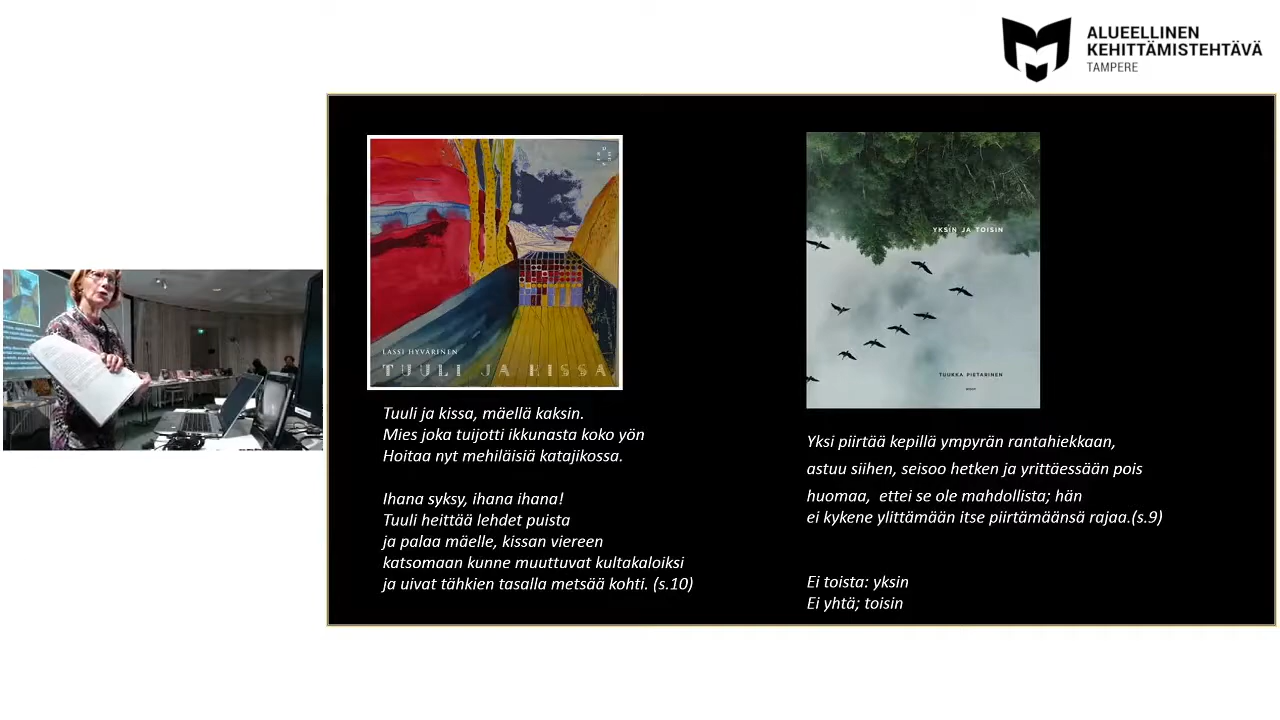 ALUEELLINEN
KEHITTÄMISTEHTÄVÄ
TAMPERE
LASSI HYVÄRINEN
TUULI JA KISSA
Tuuli ja kissa, mäellä kaksin.
Mies joka tuijotti ikkunasta koko yön
Hoitaa nyt mehiläisiä katajikossa.
Ihana syksy, ihana ihana!
Tuuli heittää lehdet puista
ja palaa mäelle, kissan viereen
katsomaan kunne muuttuvat kultakaloiksi
ja uivat tähkien tasalla metsää kohti. (s.10)
YKSIN JA TOISIN
TUUKKA PIETARINEN
Yksi piirtää kepillä ympyrän rantahiekkaan,
astuu siihen, seisoo hetken ja yrittäessään pois
huomaa,  ettei se ole mahdollista; hän
ei kykene ylittämään itse piirtämäänsä rajaa.(s.9)
Ei toista: yksin
Ei yhtä; toisin